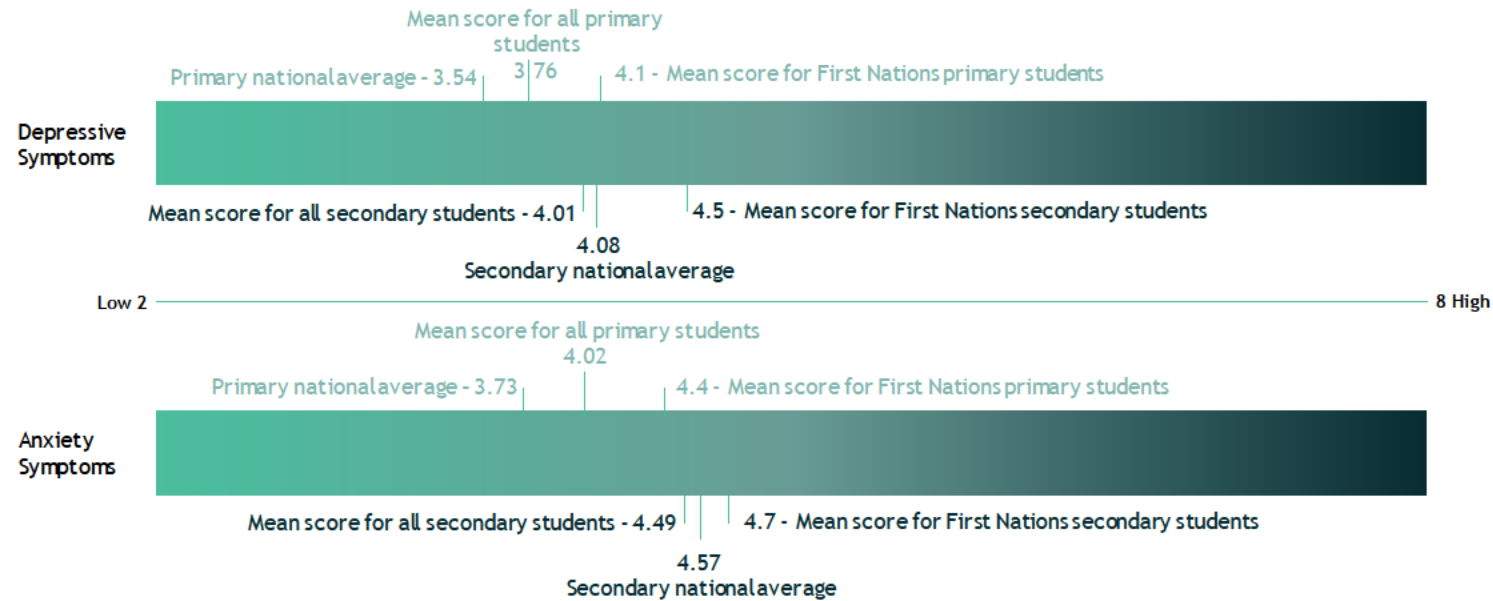 Mean score for all primary
students
3.76
Primary national average - 3.54
4.1 - Mean score for First Nations primary students
Depressive
Symptoms
Mean score for all secondary students - 4.01
4.5 - Mean score for First Nations secondary students
4.08
Secondary national average
Low 2
8 High
Mean score for all primary students
4.02
Primary national average - 3.73
4.4 - Mean score for First Nations primary students
Anxiety
Symptoms
Mean score for all secondary students - 4.49
4.7 - Mean score for First Nations secondary students
4.57
Secondary national average